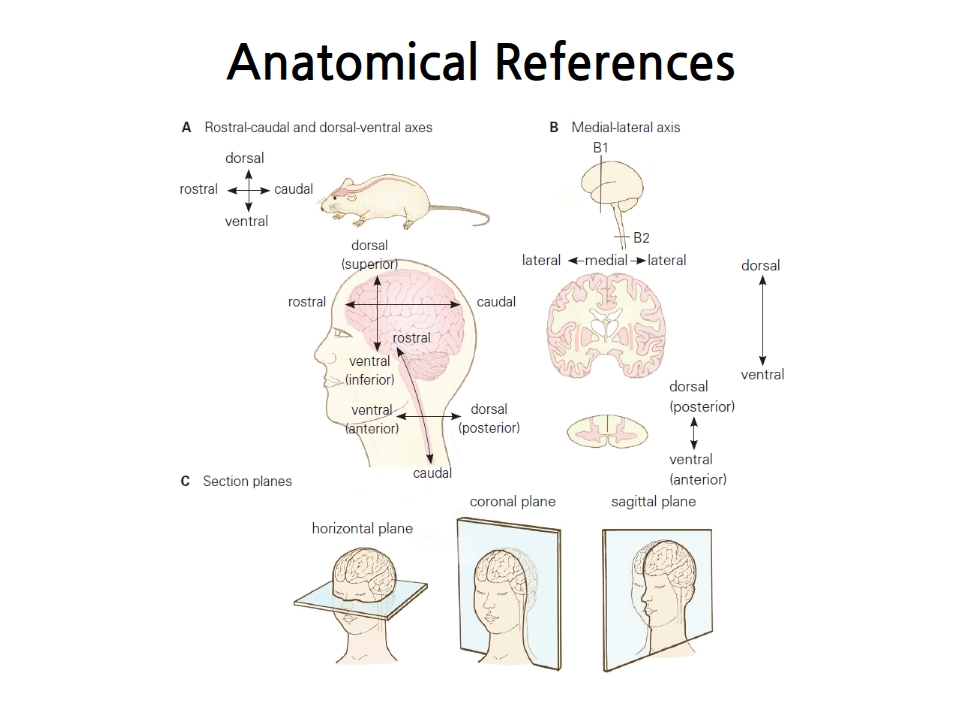 Anatomical References
A Rostral-caudal and dorsal-ventral axes
dorsal
rostral caudal
ventral
dorsal
(superior)
rostral
caudal
rostral
ventral
(inferior)
ventral
(anterior)
dorsal
(posterior)
caudal
B Medial-lateral axis
B1
B2
lateral medial lateral
dorsal
ventral
dorsal
(posterior)
ventral
(anterior)
C Section planes
horizontal plane
coronal plane
sagittal plane